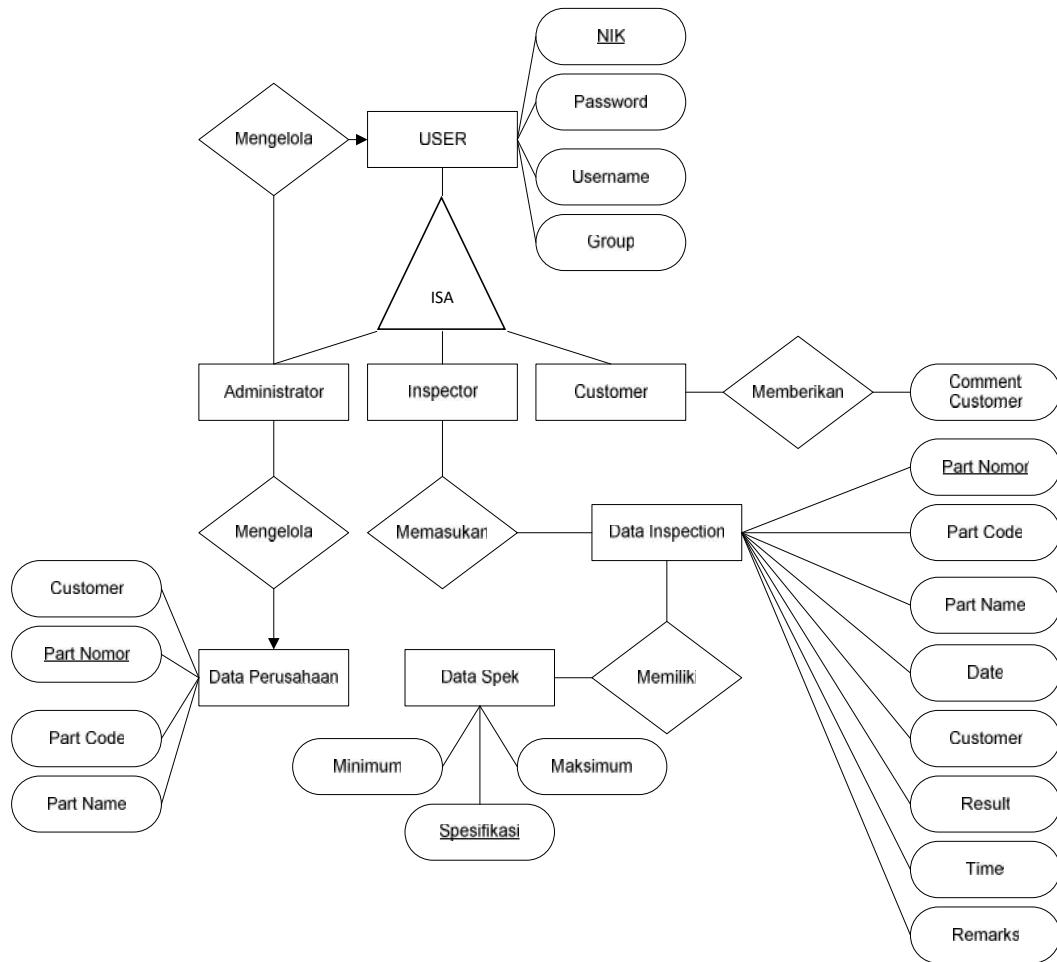 NIK
Password
Mengelola
USER
Username
Group
ISA
Administrator
Inspector
Customer
Memberikan
Comment
Customer
Part Nomor
Mengelola
Memasukan
Data Inspection
Part Code
Customer
Part Name
Part Nomor
Data Perusahaan
Data Spek
Memiliki
Date
Part Code
Customer
Minimum
Maksimum
Part Name
Result
Spesifikasi
Time
Remarks